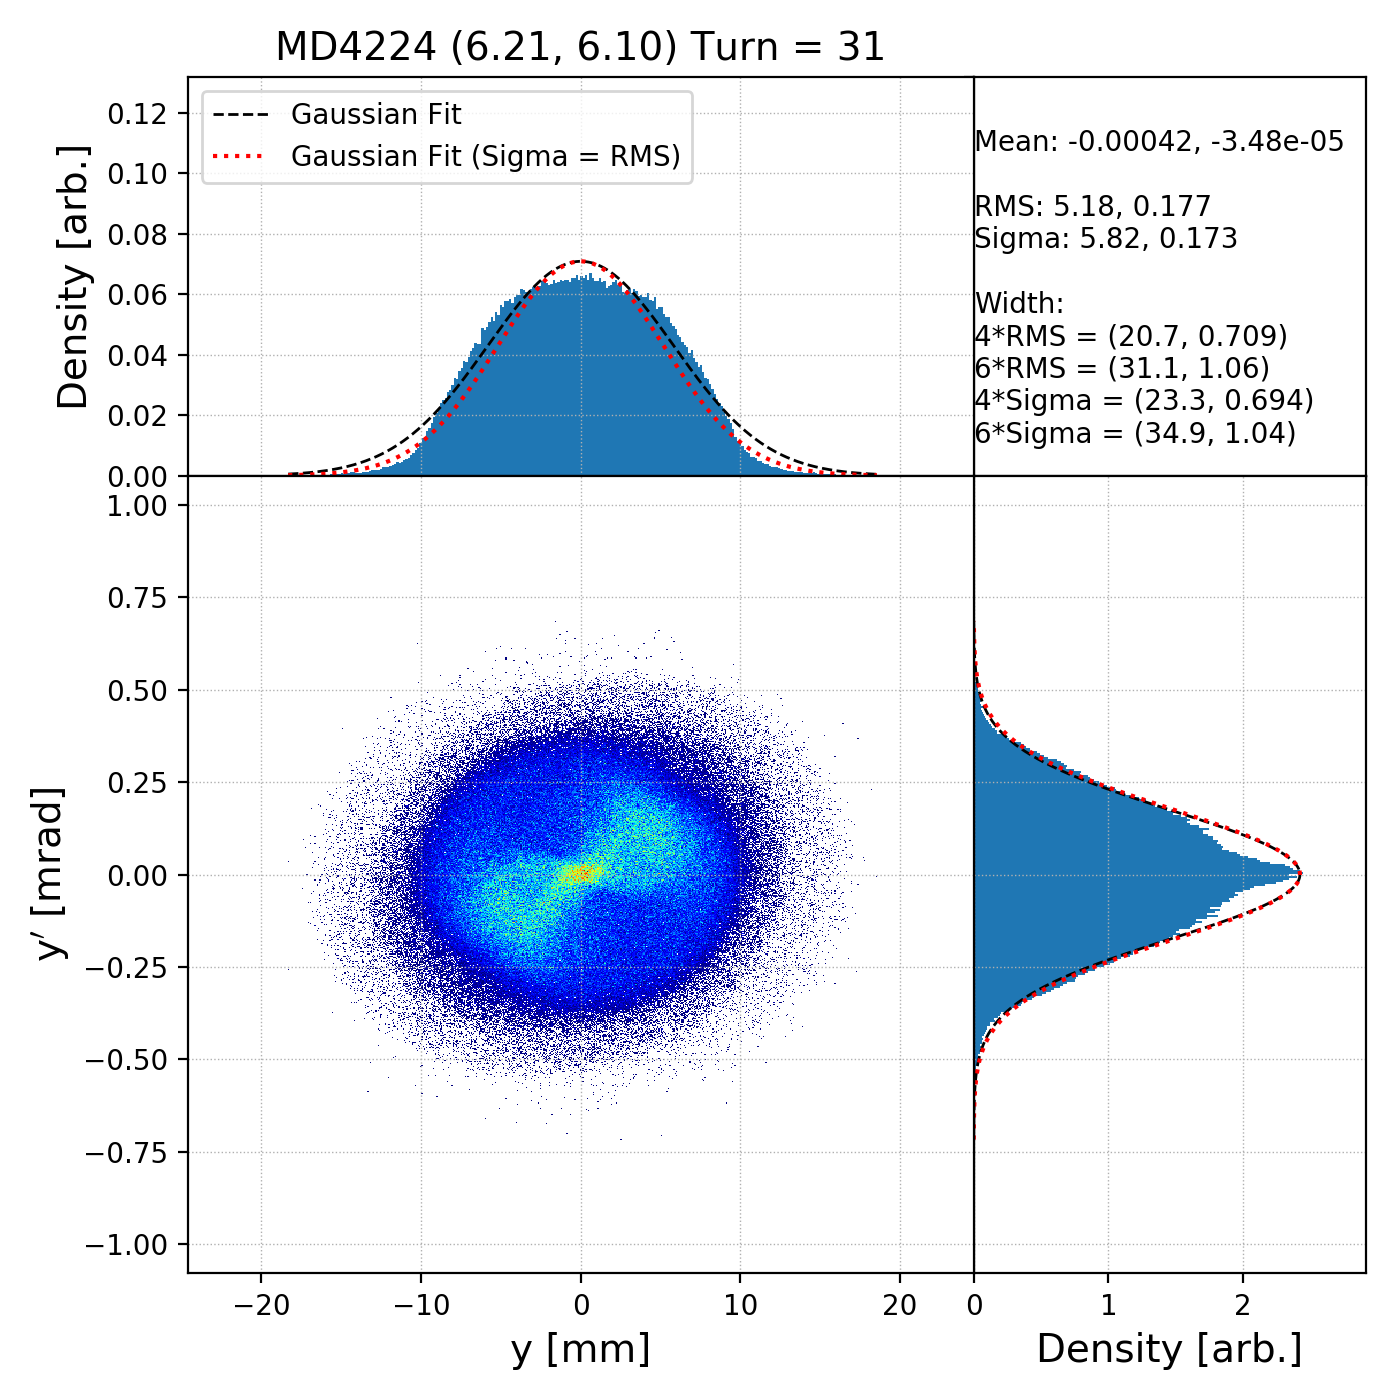 MD4224 (6.21, 6.10) Turn = 31
Gaussian Fit
Gaussian Fit (Sigma = RMS)
Density [arb.]
0.12
0.10
0.08
0.06
0.04
0.02
0.00
Mean: -0.00042, -3.48e-05
RMS: 5.18, 0.177
Sigma: 5.82, 0.173
Width:
4*RMS = (20.7, 0.709)
6*RMS = (31.1, 1.06)
4*Sigma = (23.3, 0.694)
6*Sigma = (34.9, 1.04)
y’ [mrad]
1.00
0.75
0.50
0.25
0.00
−0.25
−0.50
−0.75
−1.00
−20 −10 0 10 20
y [mm]
0 1 2
Density [arb.]